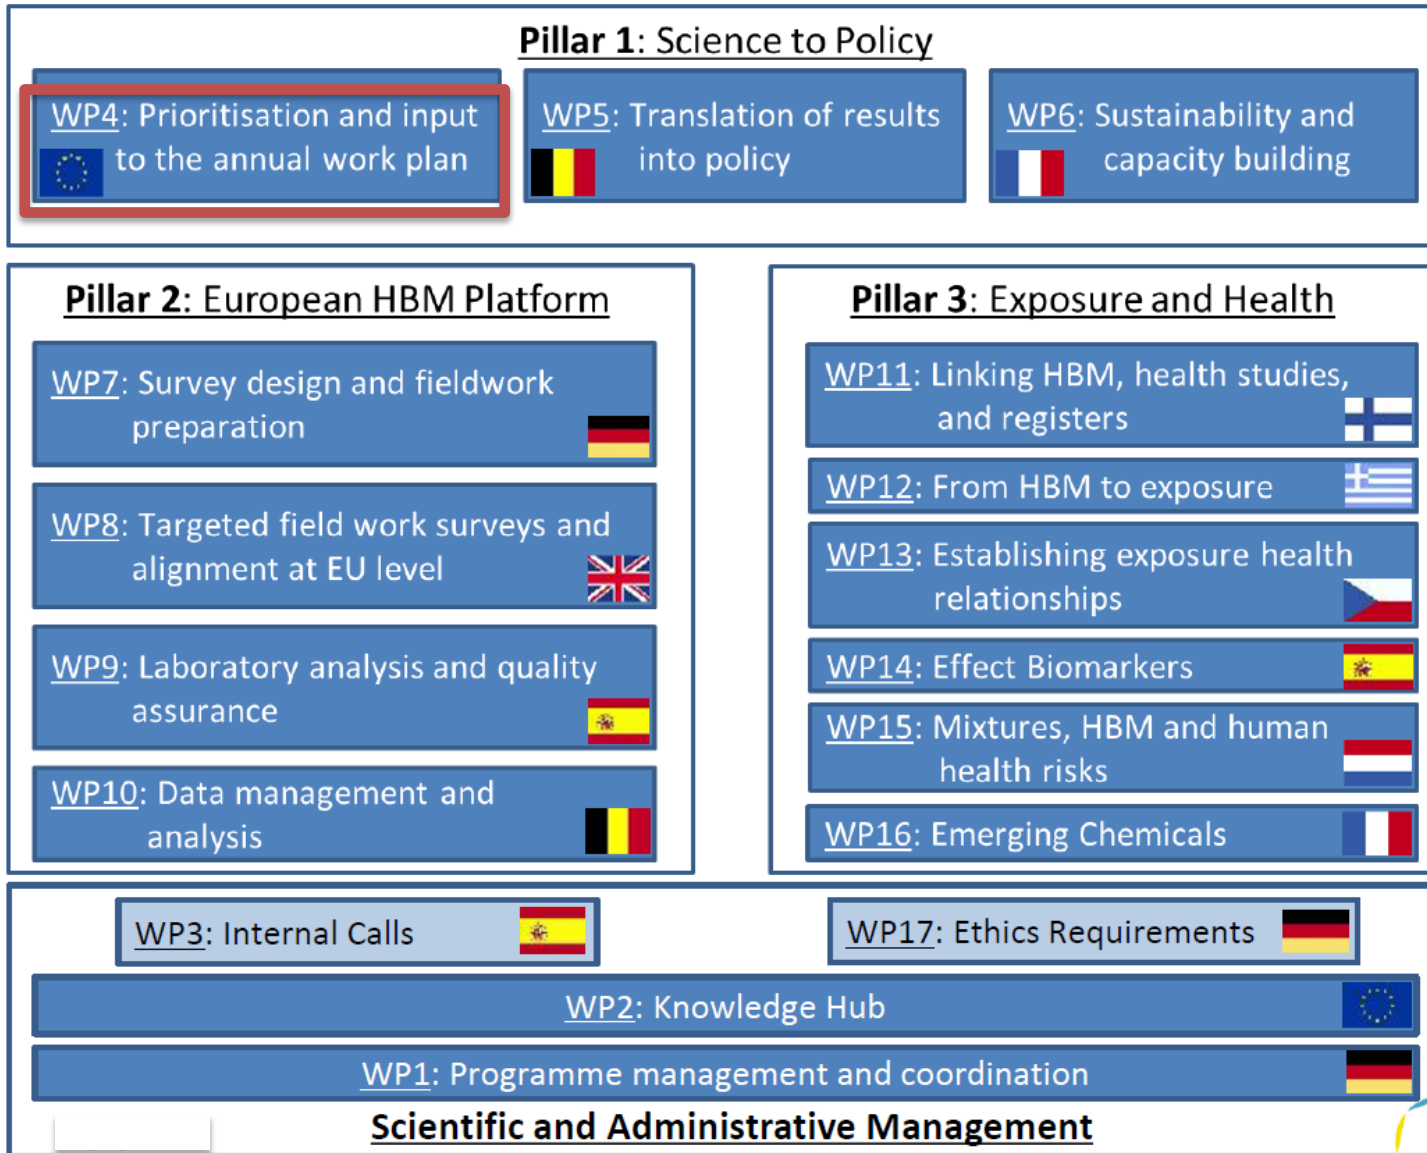 Pillar 1: Science to Policy
WP4: Prioritisation and input
to the annual work plan
WP5: Translation of results
into policy
WP6: Sustainability and
capacity building
Pillar 2: European HBM Platform
WP7: Survey design and fieldwork
preparation
WP8: Targeted field work surveys and
alignment at EU level
WP9: Laboratory analysis and quality
assurance
WP10: Data management and
analysis
Pillar 3: Exposure and Health
WP11: Linking HBM, health studies,
and registers
WP12: From HBM to exposure
WP13: Establishing exposure health
relationships
WP14: Effect Biomarkers
WP15: Mixtures, HBM and human
health risks
WP16: Emerging Chemicals
WP3: Internal Calls
WP17: Ethics Requirements
WP2: Knowledge Hub
WP1: Programme management and coordination
Scientific and Administrative Management